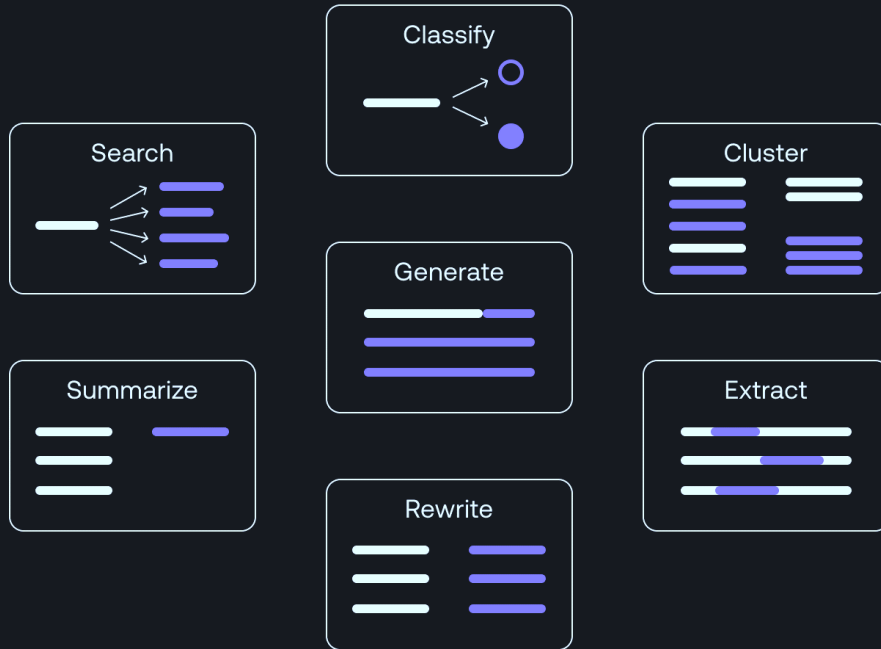 Classify
Search
Cluster
Generate
Summarize
Extract
Rewrite